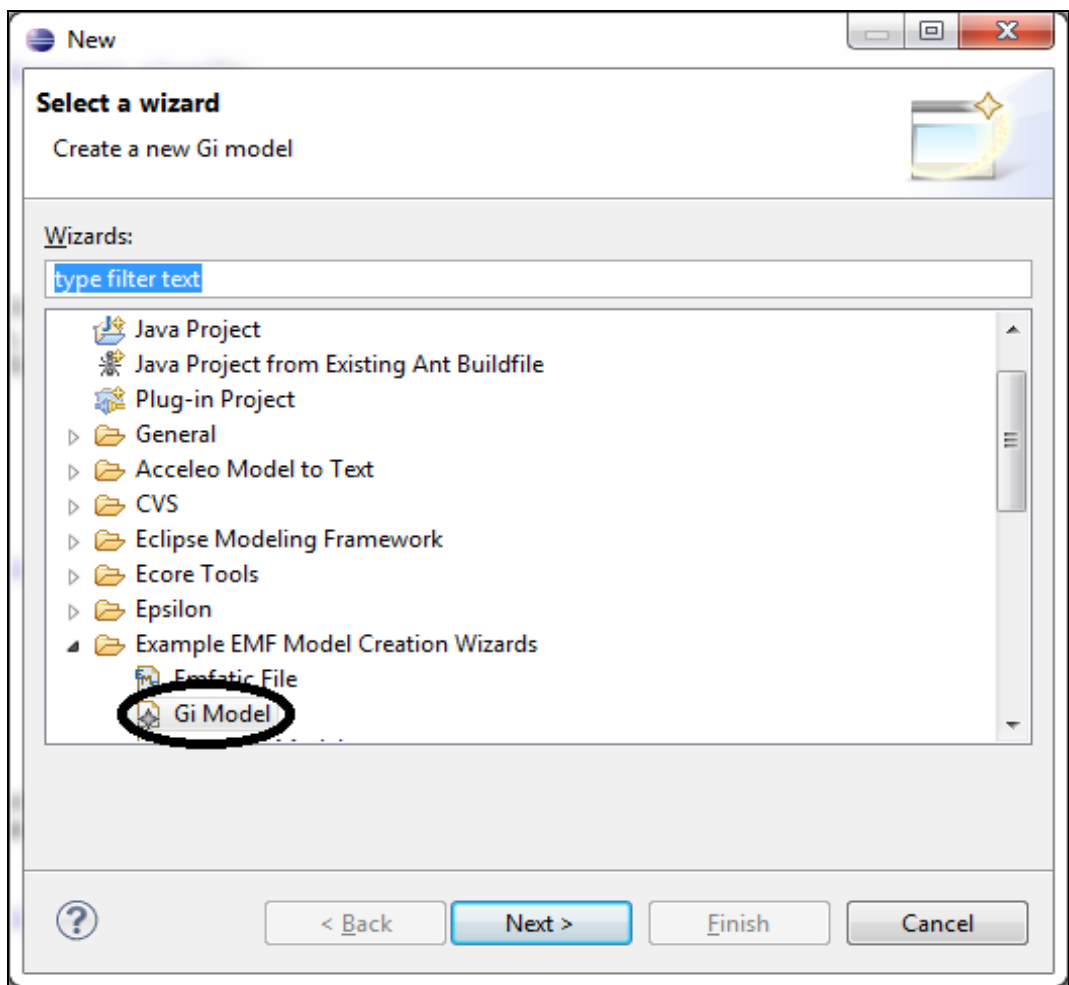 New
Select a wizard
Create a new Gi model
Wizards:
type filter text
Java Project
Java Project from Existing Ant Buildfile
Plug-in Project
General
Acceleo Model to Text
CVS
Eclipse Modeling Framework
Ecore Tools
Epsilon
Example EMF Model Creation Wizards
Emfatic File
Gi Model
< Back Next > Finish Cancel